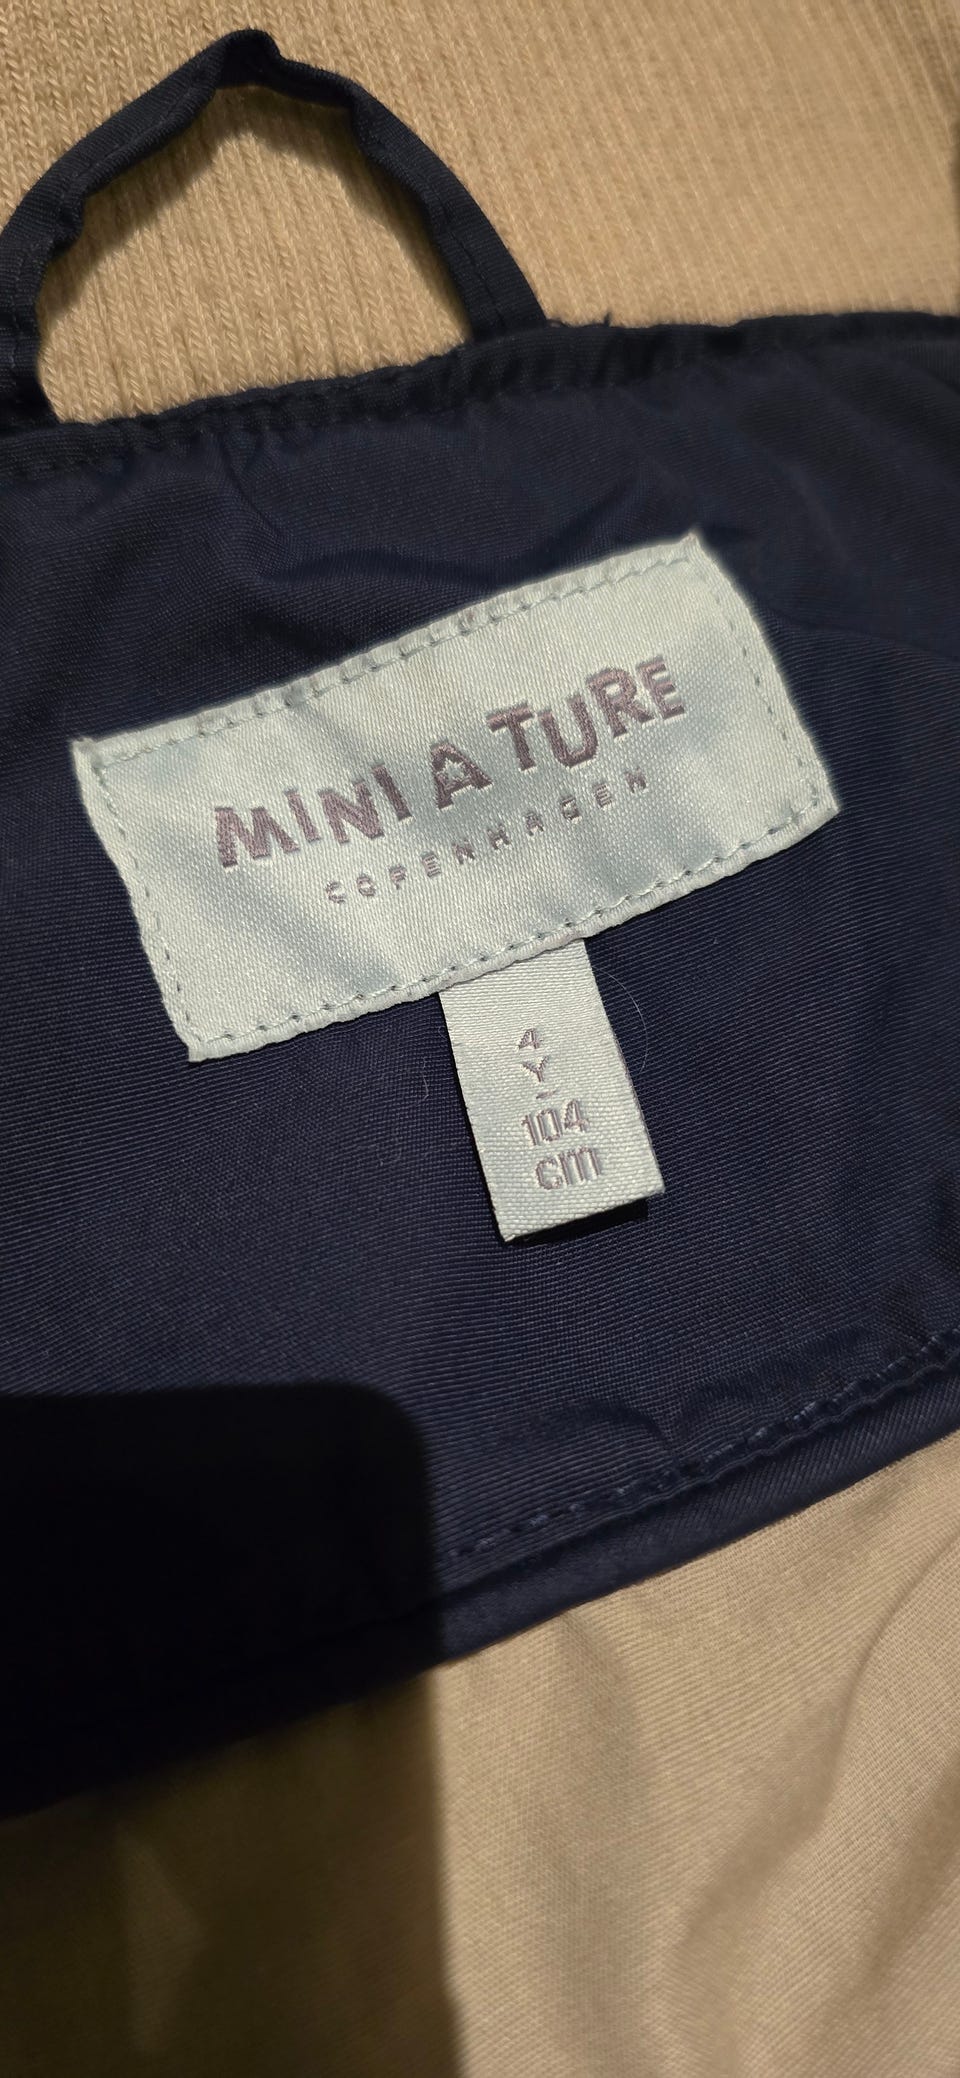 MINI A TURE
COPENHAGEN
4
Y
-
104
cm